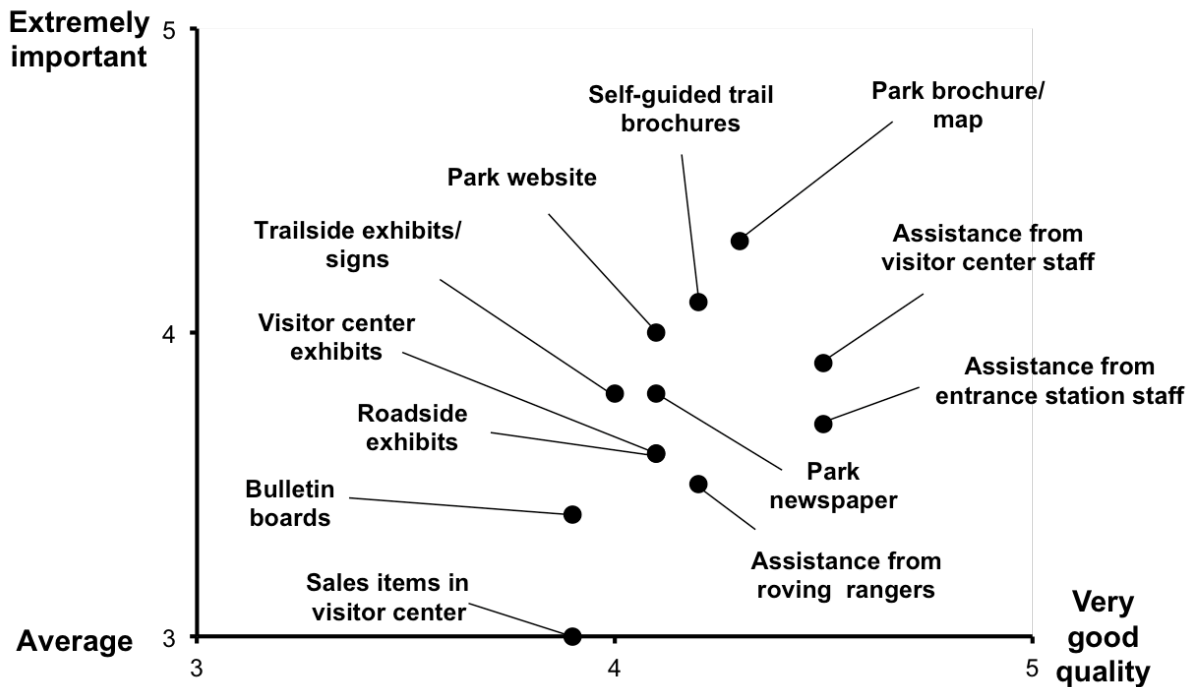 Extremely
important
5
Self-guided trail
brochures
Park brochure/
map
Park website
Trailside exhibits/
signs
Assistance from
visitor center staff
Visitor center
exhibits
4
Assistance from
entrance station staff
Roadside
exhibits
Park
newspaper
Bulletin
boards
Assistance from
roving rangers
Sales items in
visitor center
Average
3
3
4
5
Very
good
quality